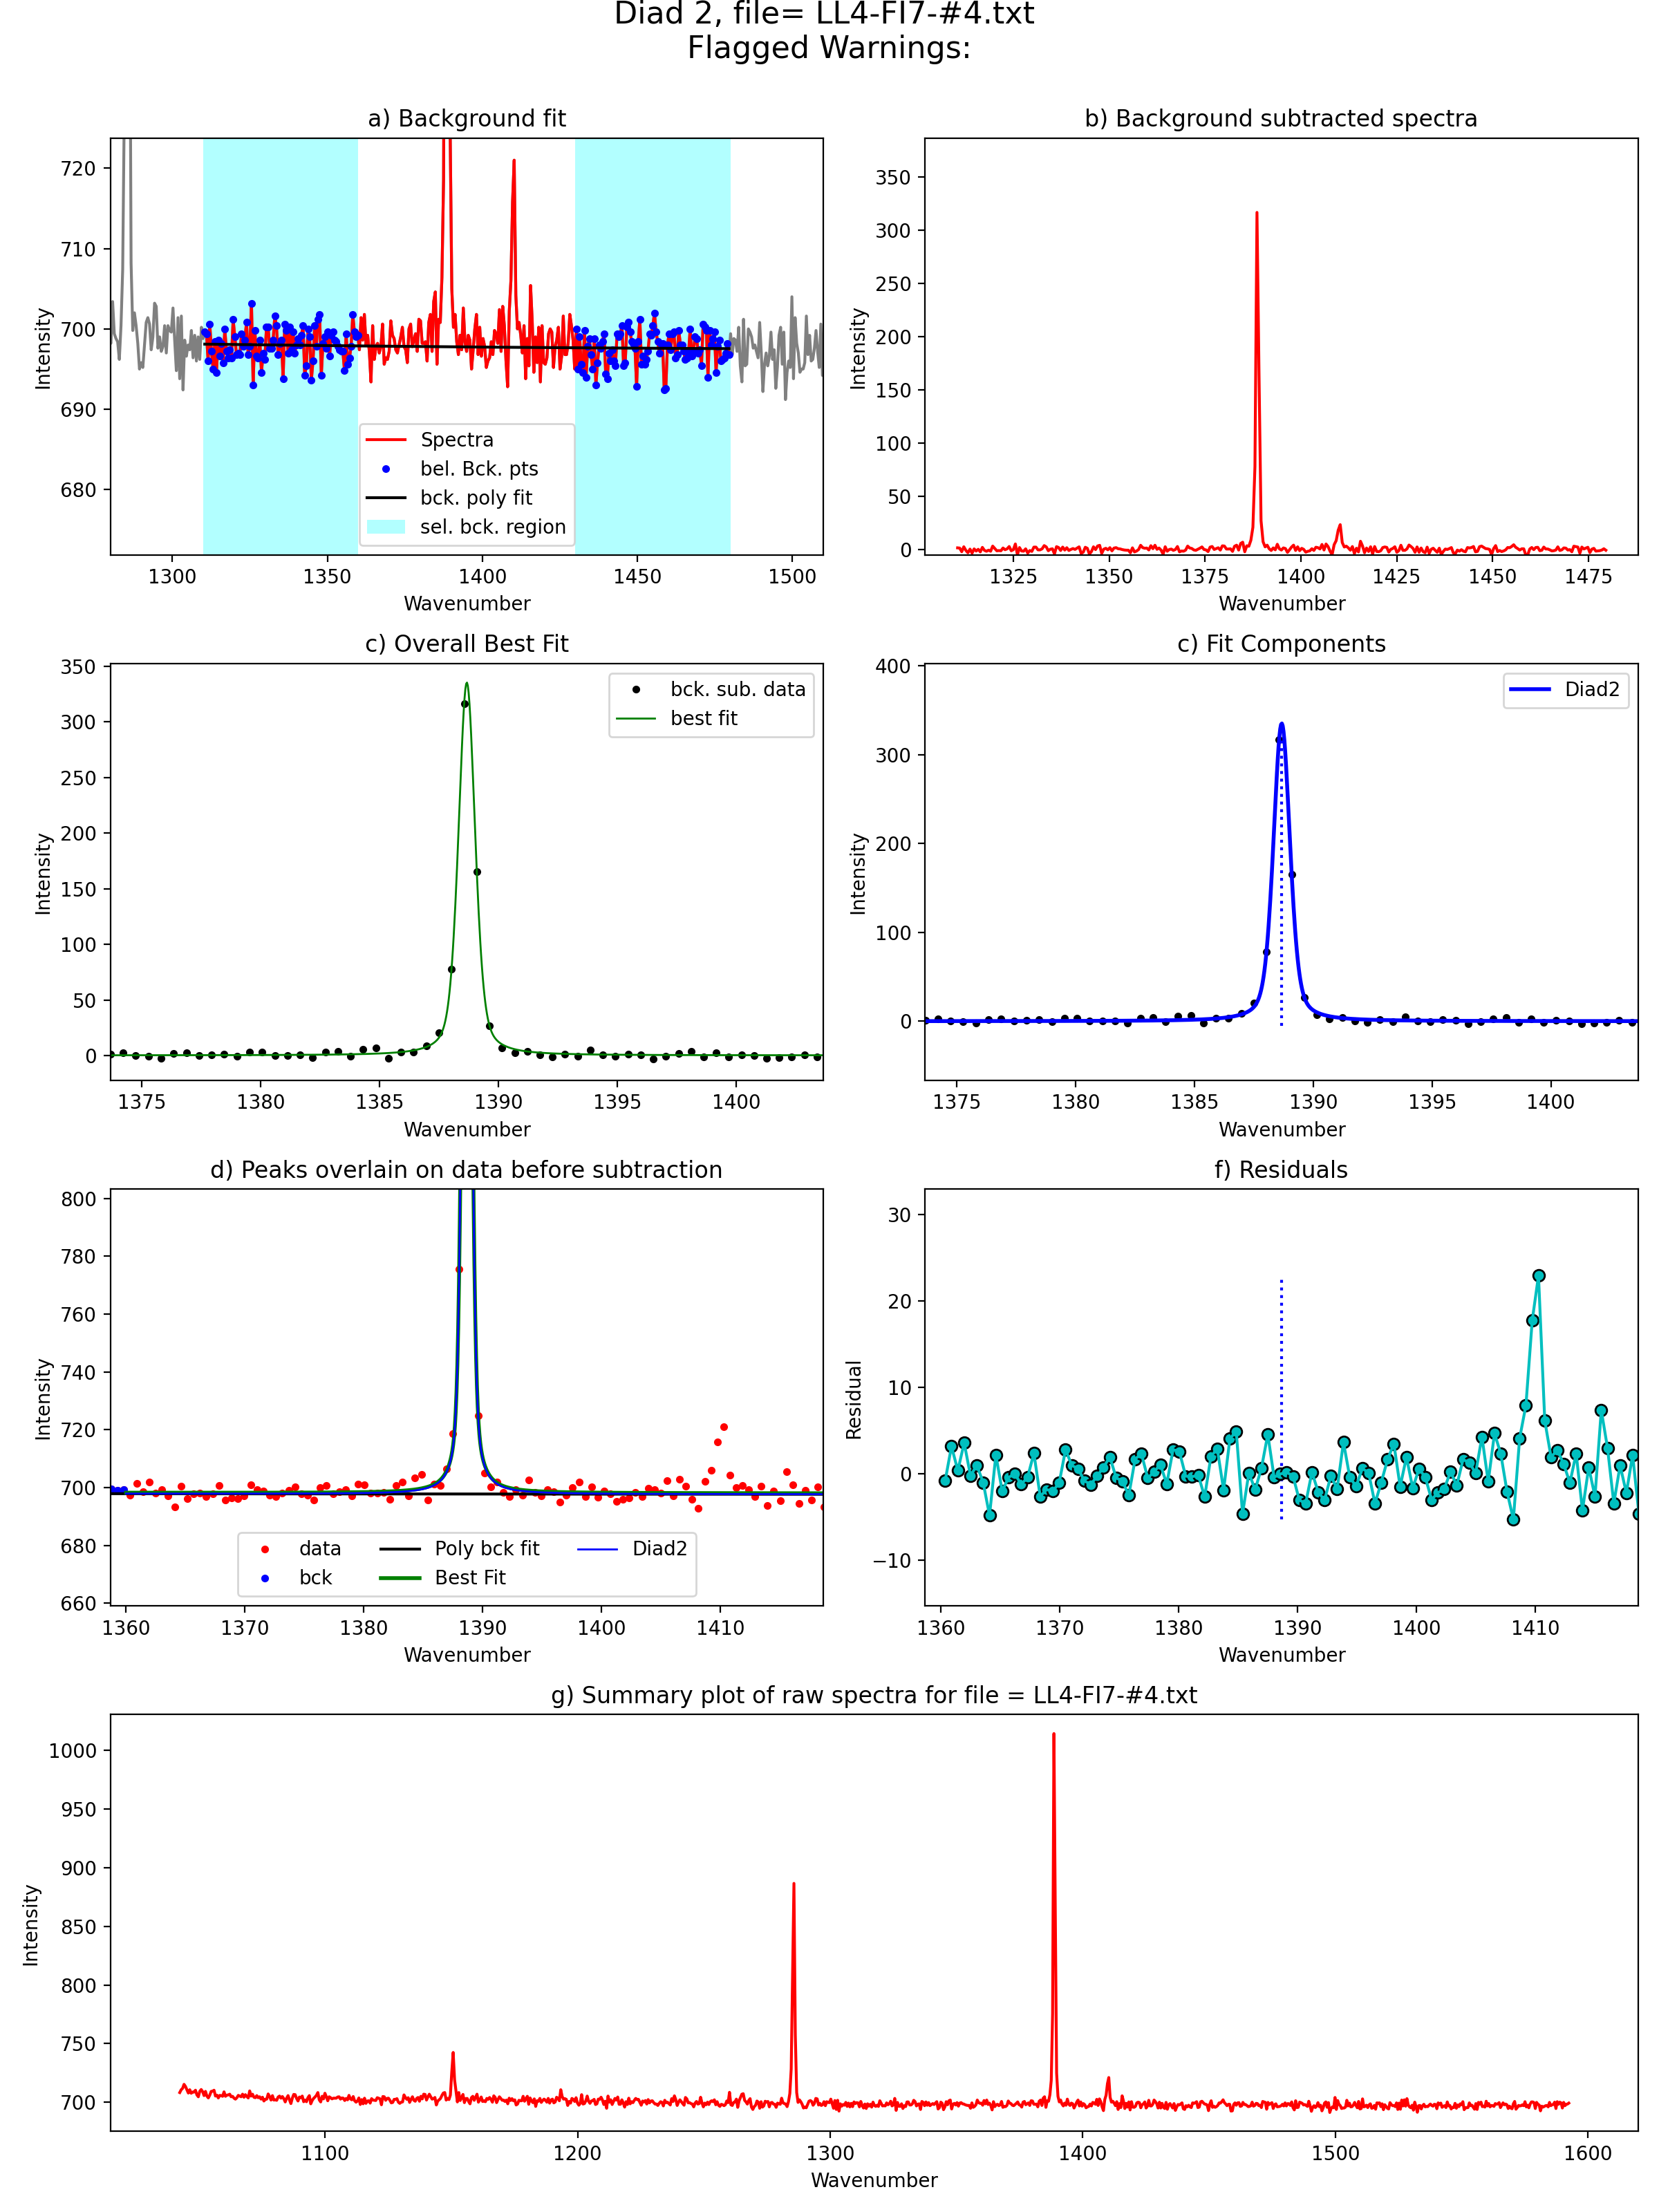 Diad 2, file= LL4-FI7-#4.txt
Flagged Warnings:
a) Background fit
720
710
700
690
680
Intensity
Spectra
bel. Bck. pts
bck. poly fit
sel. bck. region
1300 1350 1400 1450 1500
Wavenumber
b) Background subtracted spectra
350
300
250
200
150
100
50
0
Intensity
1325 1350 1375 1400 1425 1450 1475
Wavenumber
c) Overall Best Fit
350
300
250
200
150
100
50
0
Intensity
bck. sub. data
best fit
1375 1380 1385 1390 1395 1400
Wavenumber
c) Fit Components
400
300
200
100
0
Intensity
Diad2
1375 1380 1385 1390 1395 1400
Wavenumber
d) Peaks overlain on data before subtraction
800
780
760
740
720
700
680
660
Intensity
data Poly bck fit Diad2
bck Best Fit
1360 1370 1380 1390 1400 1410
Wavenumber
f) Residuals
30
20
10
0
−10
Residual
1360 1370 1380 1390 1400 1410
Wavenumber
g) Summary plot of raw spectra for file = LL4-FI7-#4.txt
1000
950
900
850
800
750
700
Intensity
1100 1200 1300 1400 1500 1600
Wavenumber